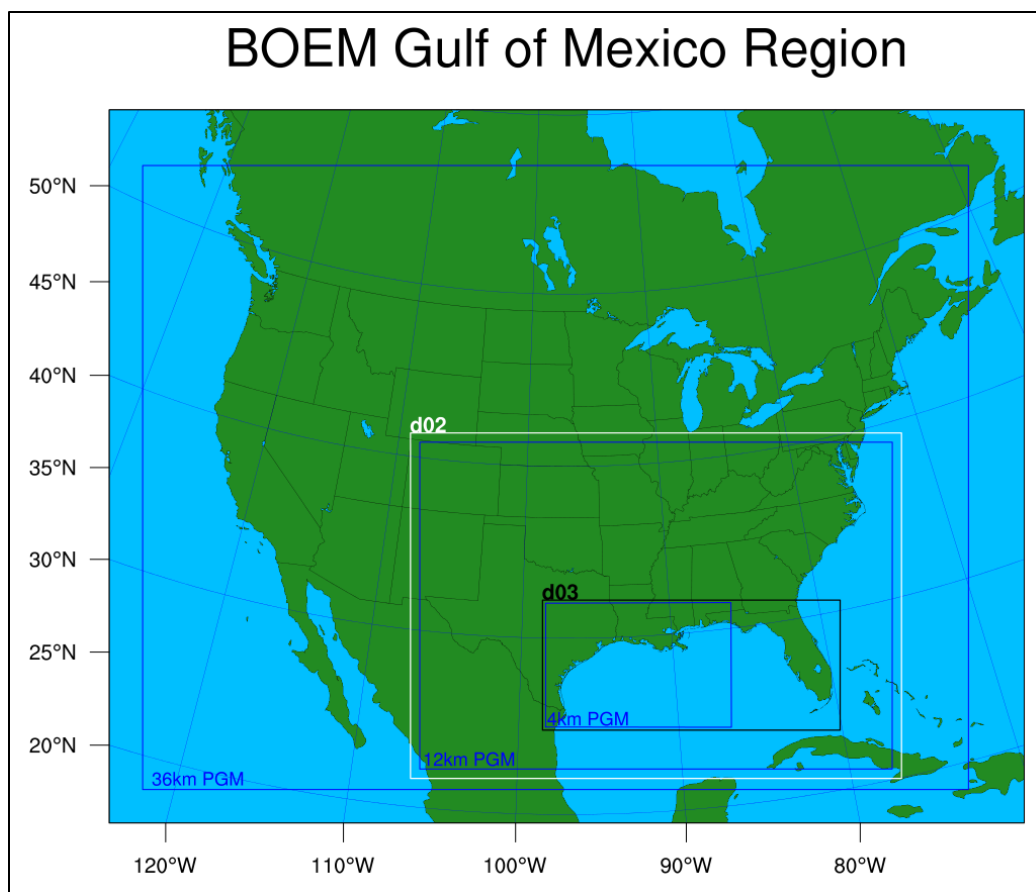 BOEM Gulf of Mexico Region
50°N
45°N
40°N
35°N
30°N
25°N
20°N
d02
d03
4km PGM
12km PGM
36km PGM
120°W
110°W
100°W
90°W
80°W